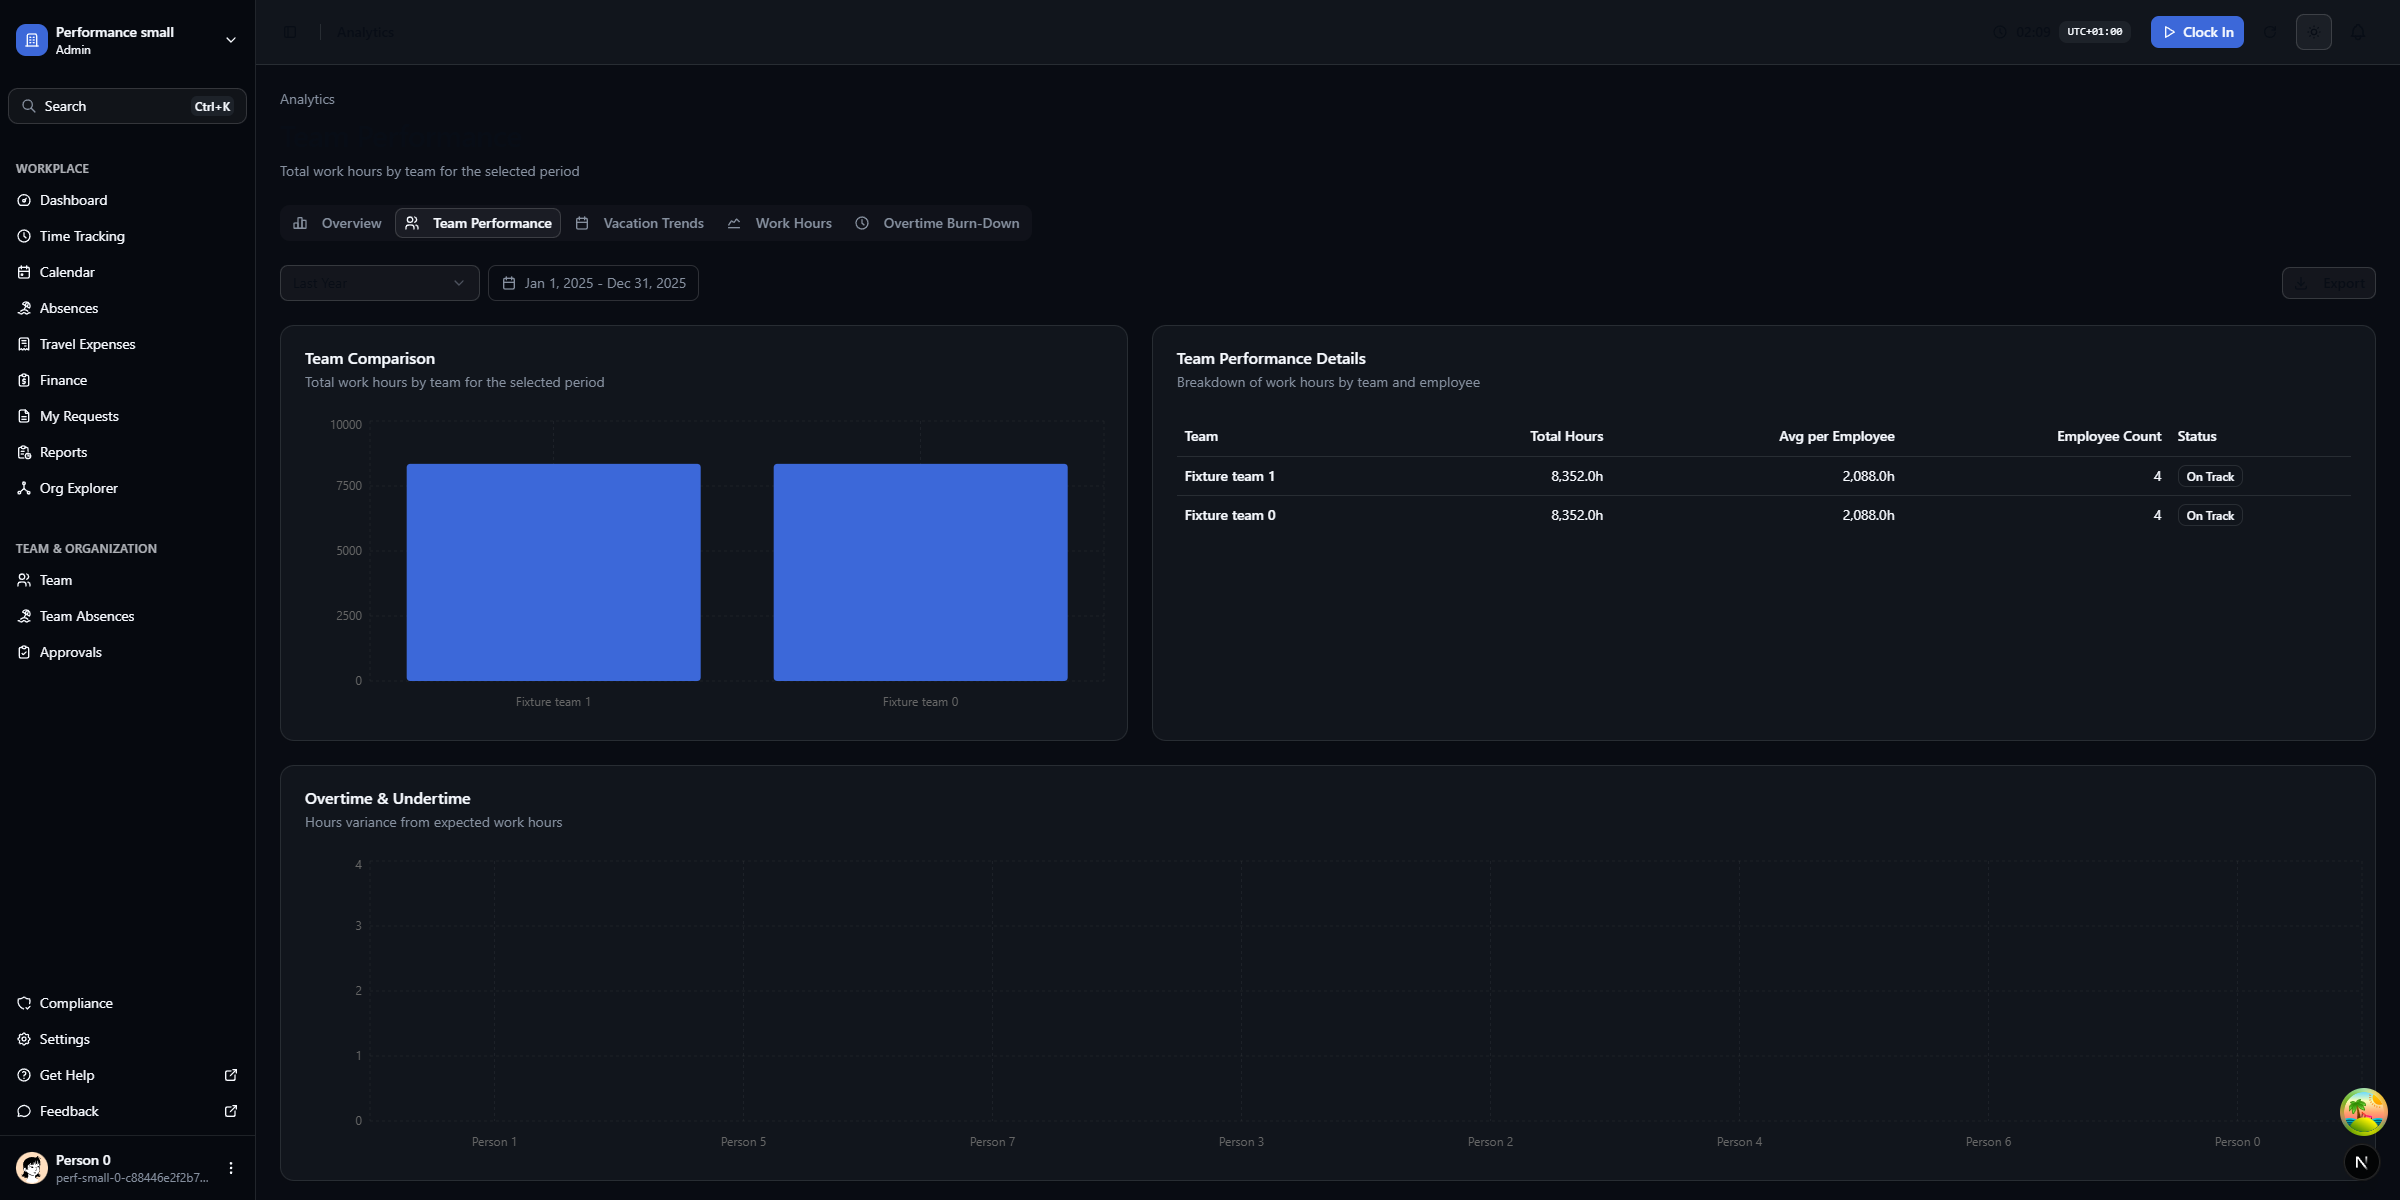 Performance small
Admin
Search
Ctrl+K
WORKPLACE
Dashboard
Time Tracking
Calendar
Absences
Travel Expenses
Finance
My Requests
Reports
Org Explorer
TEAM & ORGANIZATION
Team
Team Absences
Approvals
Compliance
Settings
Get Help
Feedback
Person 0
perf-small-0-c88446e2f2b7...
Analytics
02:09 UTC+01:00
Clock In
Analytics
Total work hours by team for the selected period
Overview
Team Performance
Vacation Trends
Work Hours
Overtime Burn-Down
Last Year
Jan 1, 2025 - Dec 31, 2025
Export
Team Comparison
Total work hours by team for the selected period
10000
7500
5000
2500
0
Fixture team 1
Fixture team 0
Team Performance Details
Breakdown of work hours by team and employee
Team Total Hours Avg per Employee Employee Count Status
Fixture team 1 8,352.0h 2,088.0h 4 On Track
Fixture team 0 8,352.0h 2,088.0h 4 On Track
Overtime & Undertime
Hours variance from expected work hours
4
3
2
1
0
Person 1 Person 5 Person 7 Person 3 Person 2 Person 4 Person 6 Person 0
N